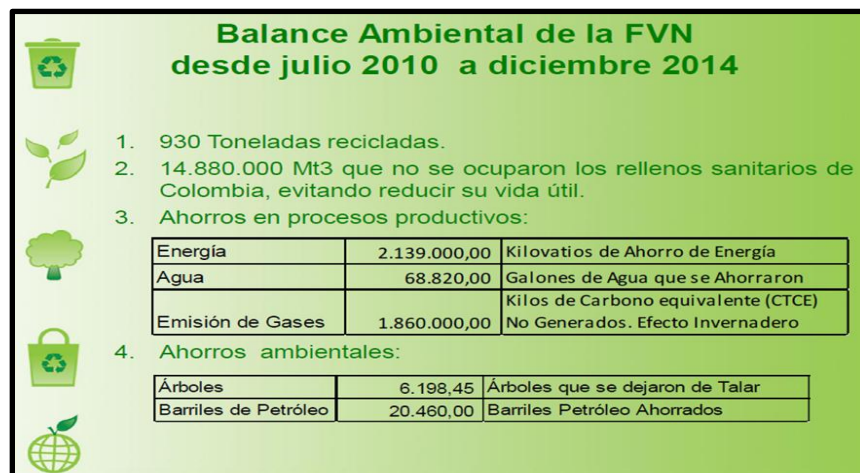 Balance Ambiental de la FVN
desde julio 2010 a diciembre 2014
1. 930 Toneladas recicladas.
2. 14.880.000 Mt3 que no se ocuparon los rellenos sanitarios de
Colombia, evitando reducir su vida útil.
3. Ahorros en procesos productivos:
Energía 2.139.000,00 Kilovatios de Ahorro de Energía
Agua 68.820,00 Galones de Agua que se Ahorraron
Kilos de Carbono equivalente (CTCE)
Emisión de Gases 1.860.000,00 No Generados. Efecto Invernadero
4. Ahorros ambientales:
Árboles 6.198,45 Árboles que se dejaron de Talar
Barriles de Petróleo 20.460,00 Barriles Petróleo Ahorrados